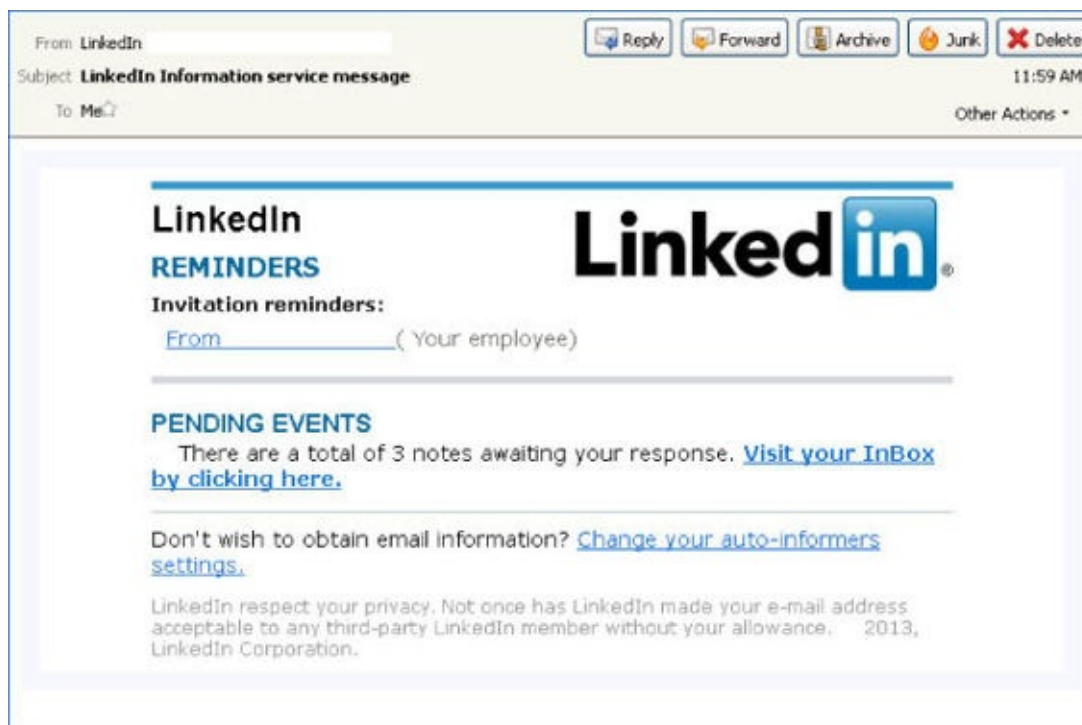 From LinkedIn
Reply Forward Archive Junk Delete
Subject LinkedIn Information service message
11:59 AM
To Me
Other Actions
LinkedIn
Linked in ®
REMINDERS
Invitation reminders:
From ( Your employee)
PENDING EVENTS
There are a total of 3 notes awaiting your response. Visit your InBox
by clicking here.
Don't wish to obtain email information? Change your auto-informers
settings.
LinkedIn respect your privacy. Not once has LinkedIn made your e-mail address
acceptable to any third-party LinkedIn member without your allowance. 2013,
LinkedIn Corporation.